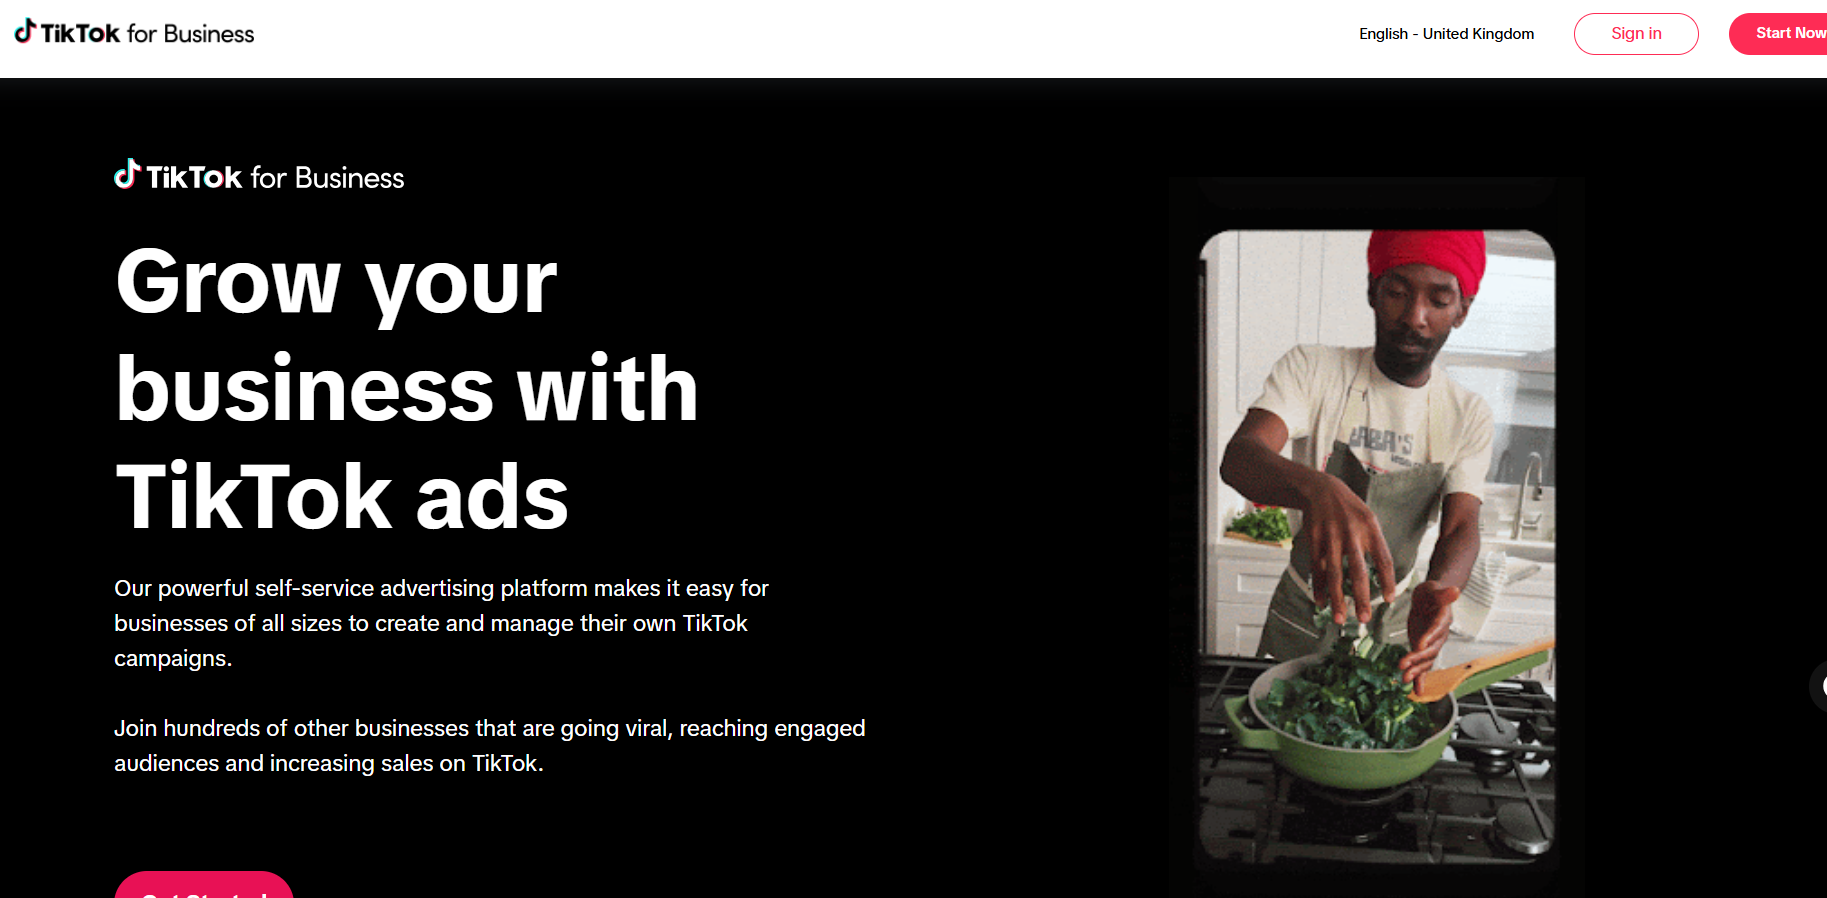 TikTok for Business
English - United Kingdom
Sign in
Start Now
TikTok for Business
Grow your
business with
TikTok ads
Our powerful self-service advertising platform makes it easy for
businesses of all sizes to create and manage their own TikTok
campaigns.
Join hundreds of other businesses that are going viral, reaching engaged
audiences and increasing sales on TikTok.
Get Started